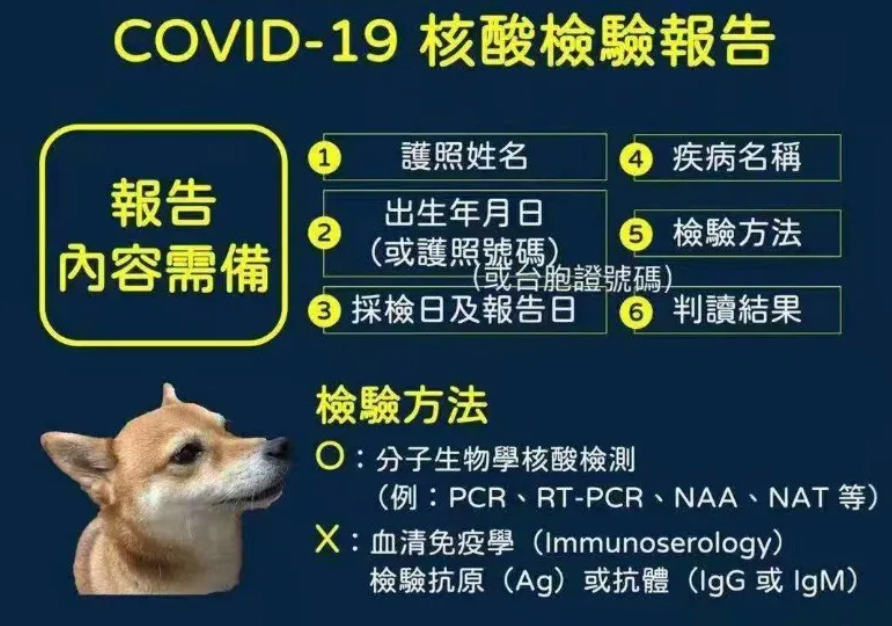 COVID-19 核酸檢驗報告
報告
內容需備
1 護照姓名
2 出生年月日
（或護照號碼）
（或台胞證號碼）
3 採檢日及報告日
4 疾病名稱
5 檢驗方法
6 判讀結果
檢驗方法
O：分子生物學核酸檢測
（例：PCR、RT-PCR、NAA、NAT 等）
X：血清免疫學（Immunoserology）
檢驗抗原（Ag）或抗體（IgG 或 IgM）